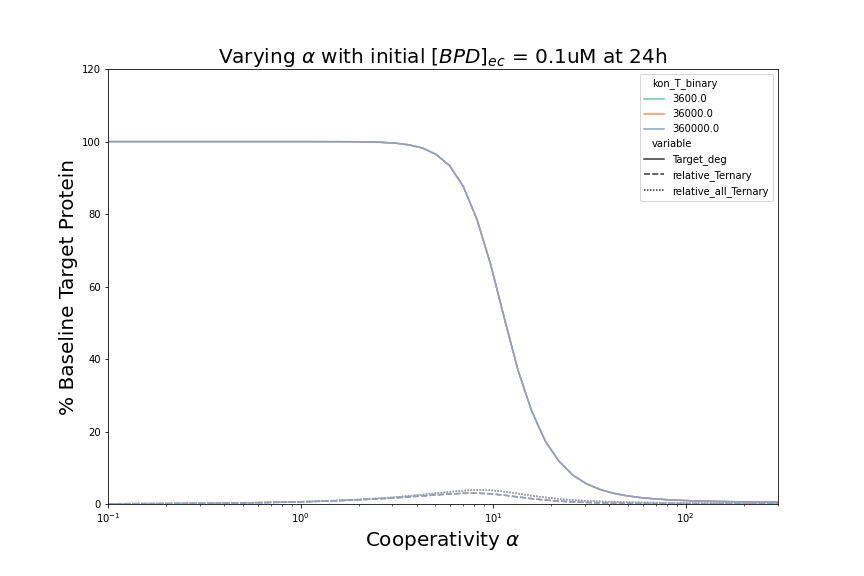 Varying α with initial [BPD]ec = 0.1uM at 24h
120
100
80
60
40
20
0
% Baseline Target Protein
kon_T_binary
3600.0
36000.0
360000.0
variable
Target_deg
relative_Ternary
relative_all_Ternary
10⁻¹ 10⁰ 10¹ 10²
Cooperativity α